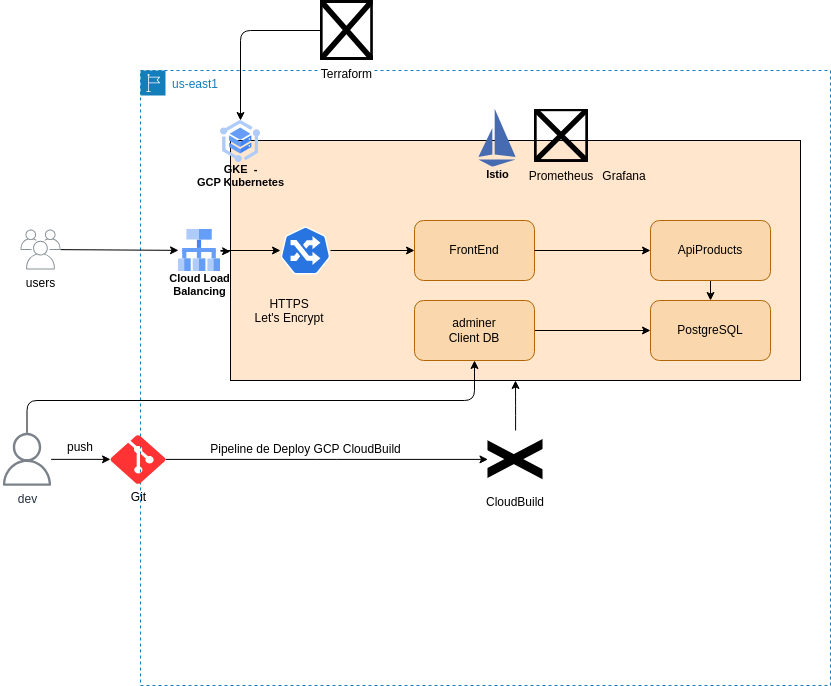 Terraform
us-east1
GKE -
GCP Kubernetes
Istio
Prometheus Grafana
users
Cloud Load
Balancing
HTTPS
Let's Encrypt
FrontEnd
ApiProducts
adminer
Client DB
PostgreSQL
push
Pipeline de Deploy GCP CloudBuild
dev
Git
CloudBuild